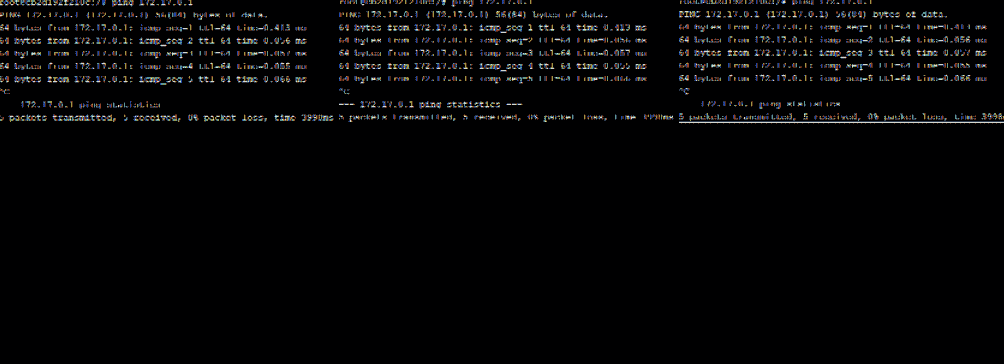 ping 172.17.0.1
PING 172.17.0.1 (172.17.0.1) 56(84) bytes of data.
64 bytes from 172.17.0.1: icmp_seq=1 ttl=64 time=0.413 ms
64 bytes from 172.17.0.1: icmp_seq=2 ttl=64 time=0.056 ms
64 bytes from 172.17.0.1: icmp_seq=3 ttl=64 time=0.057 ms
64 bytes from 172.17.0.1: icmp_seq=4 ttl=64 time=0.055 ms
64 bytes from 172.17.0.1: icmp_seq=5 ttl=64 time=0.066 ms
^C
--- 172.17.0.1 ping statistics ---
5 packets transmitted, 5 received, 0% packet loss, time 3998ms
ping 172.17.0.1
PING 172.17.0.1 (172.17.0.1) 56(84) bytes of data.
64 bytes from 172.17.0.1: icmp_seq=1 ttl=64 time=0.413 ms
64 bytes from 172.17.0.1: icmp_seq=2 ttl=64 time=0.056 ms
64 bytes from 172.17.0.1: icmp_seq=3 ttl=64 time=0.057 ms
64 bytes from 172.17.0.1: icmp_seq=4 ttl=64 time=0.055 ms
64 bytes from 172.17.0.1: icmp_seq=5 ttl=64 time=0.066 ms
^C
--- 172.17.0.1 ping statistics ---
5 packets transmitted, 5 received, 0% packet loss, time 3998ms
ping 172.17.0.1
PING 172.17.0.1 (172.17.0.1) 56(84) bytes of data.
64 bytes from 172.17.0.1: icmp_seq=1 ttl=64 time=0.413 ms
64 bytes from 172.17.0.1: icmp_seq=2 ttl=64 time=0.056 ms
64 bytes from 172.17.0.1: icmp_seq=3 ttl=64 time=0.057 ms
64 bytes from 172.17.0.1: icmp_seq=4 ttl=64 time=0.055 ms
64 bytes from 172.17.0.1: icmp_seq=5 ttl=64 time=0.066 ms
^C
--- 172.17.0.1 ping statistics ---
5 packets transmitted, 5 received, 0% packet loss, time 3998